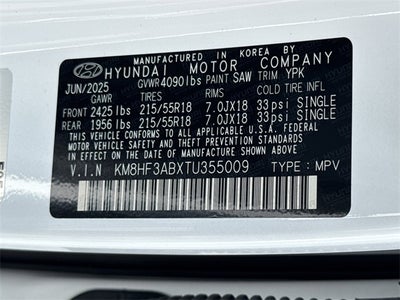 MANUFACTURED IN KOREA BY
HYUNDAI MOTOR COMPANY
JUN/2025 GVWR4090lbs PAINT SAW TRIM YPK
GAWR TIRES RIMS COLD TIRE INFL
FRONT 2425lbs 215/55R18 7.0JX18 33psi SINGLE
REAR 1956lbs 215/55R18 7.0JX18 33psi SINGLE
THIS VEHICLE CONFORMS TO ALL APPLICABLE FEDERAL
MOTOR VEHICLE SAFETY, BUMPER, AND THEFT PREVENTION
STANDARDS IN EFFECT ON THE DATE OF MANUFACTURE SHOWN ABOVE.
V.I.N KM8HF3ABXTU355009 TYPE : MPV